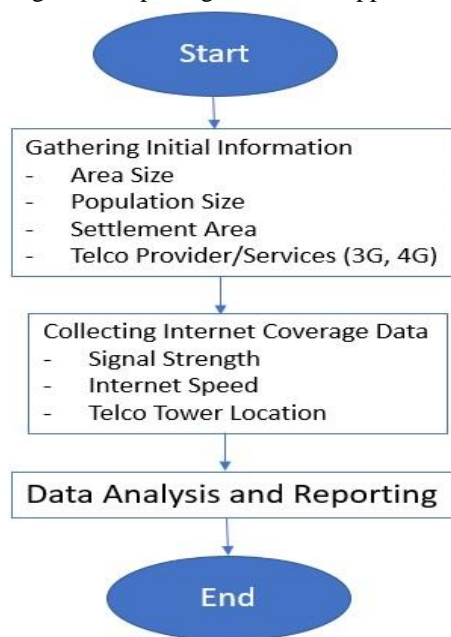 Start
Gathering Initial Information
- Area Size
- Population Size
- Settlement Area
- Telco Provider/Services (3G, 4G)
Collecting Internet Coverage Data
- Signal Strength
- Internet Speed
- Telco Tower Location
Data Analysis and Reporting
End